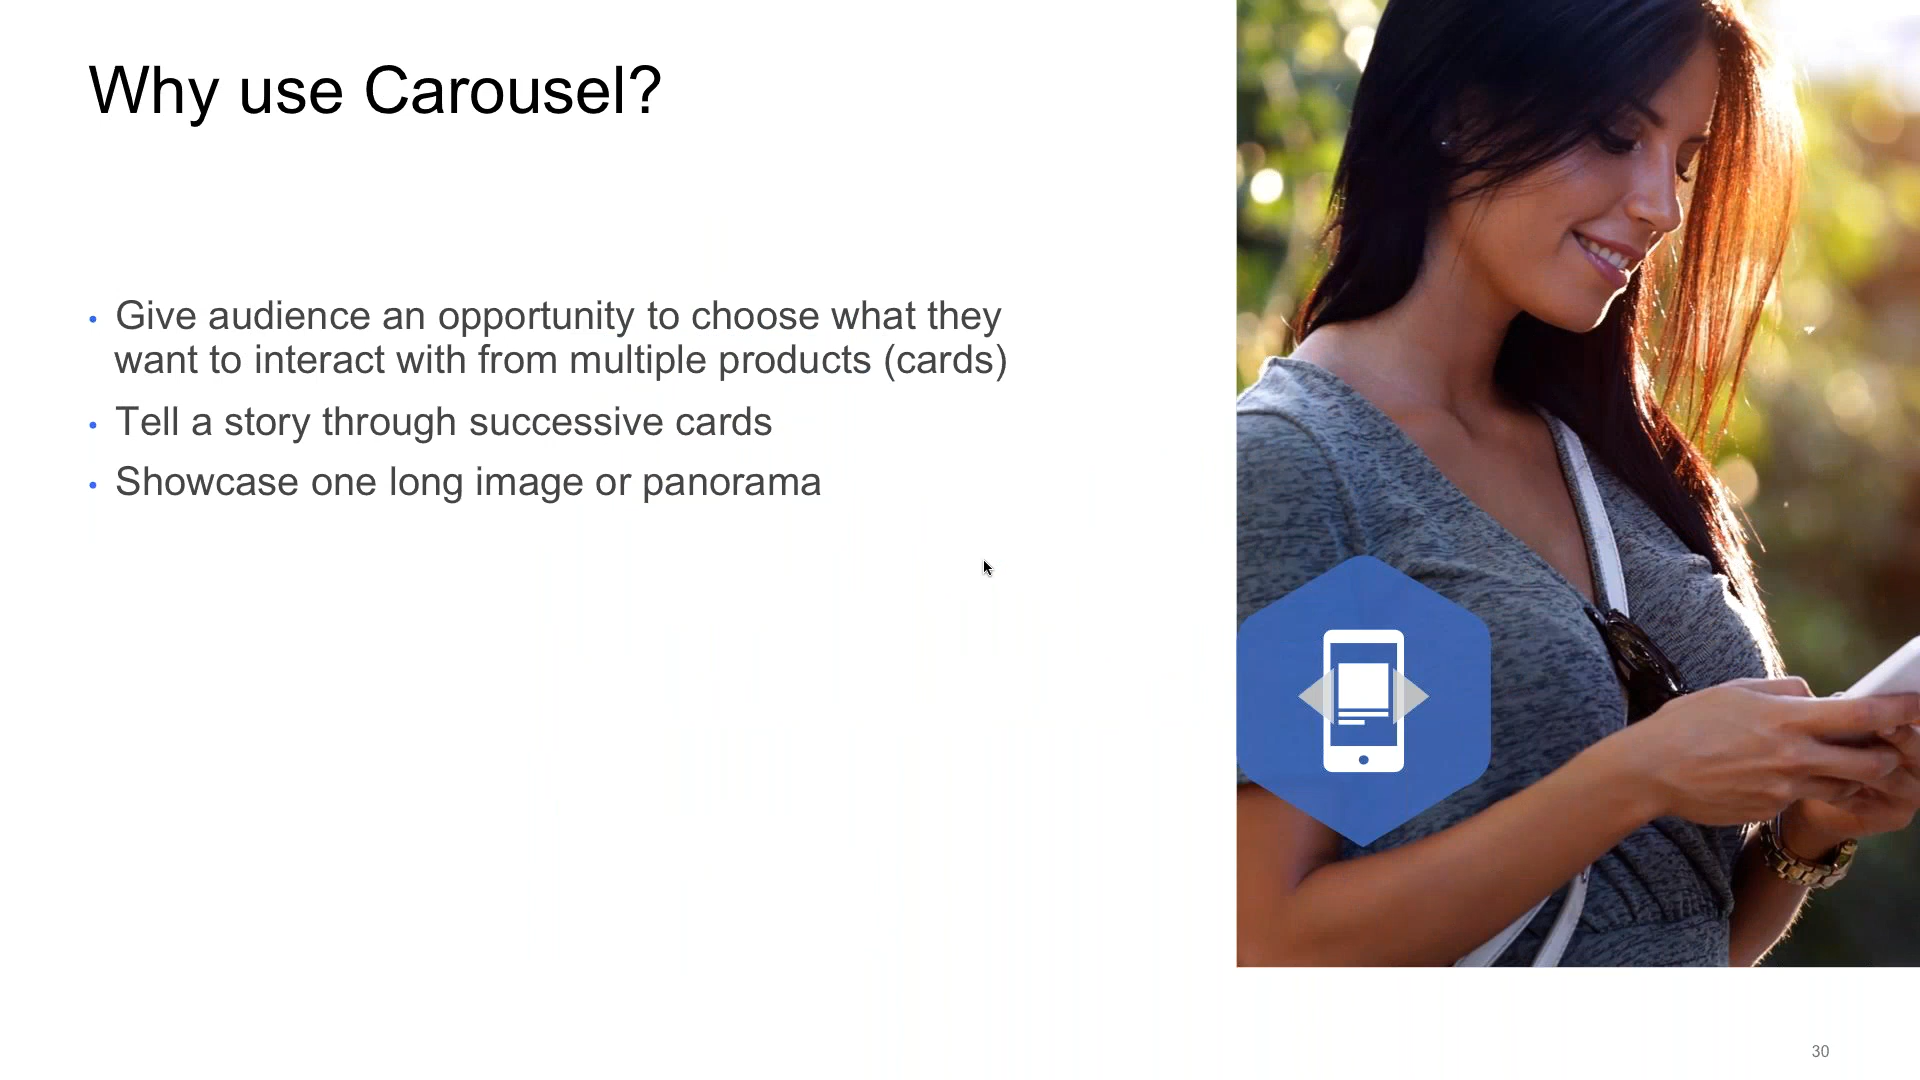 Why use Carousel?
• Give audience an opportunity to choose what they
want to interact with from multiple products (cards)
• Tell a story through successive cards
• Showcase one long image or panorama
30